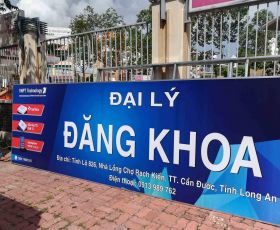 ĐẠI LÝ
ĐĂNG KHOA
Địa chỉ: Tỉnh Lộ 826, Nhà Lồng Chợ Rạch Kiến, TT. Cần Đước, Tỉnh Long An
Điện thoại: 0913 989 762